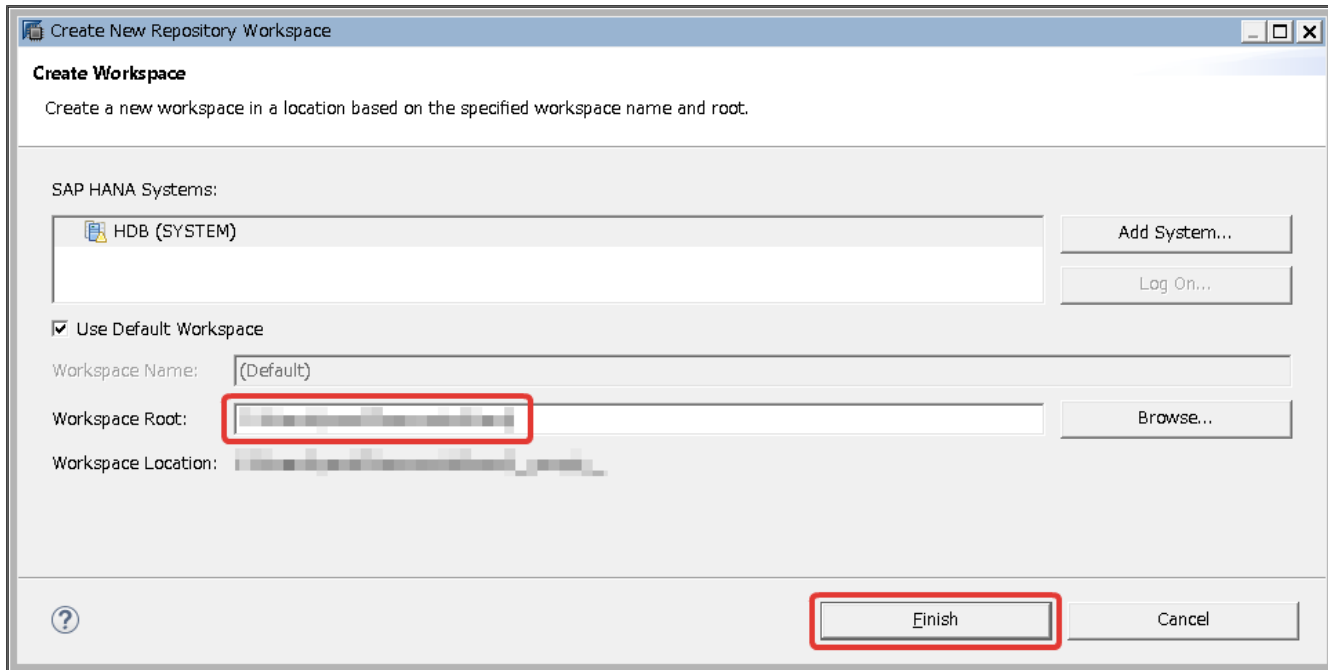 Create New Repository Workspace
Create Workspace
Create a new workspace in a location based on the specified workspace name and root.
SAP HANA Systems:
HDB (SYSTEM)
Add System...
Log On...
Use Default Workspace
Workspace Name: (Default)
Workspace Root: Browse...
Workspace Location:
Finish Cancel